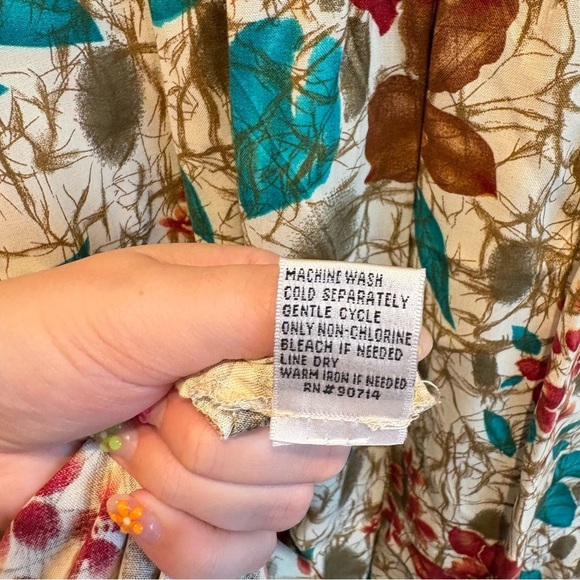 MACHINE WASH
COLD SEPARATELY
GENTLE CYCLE
ONLY NON-CHLORINE
BLEACH IF NEEDED
LINE DRY
WARM IRON IF NEEDED
RN#90714